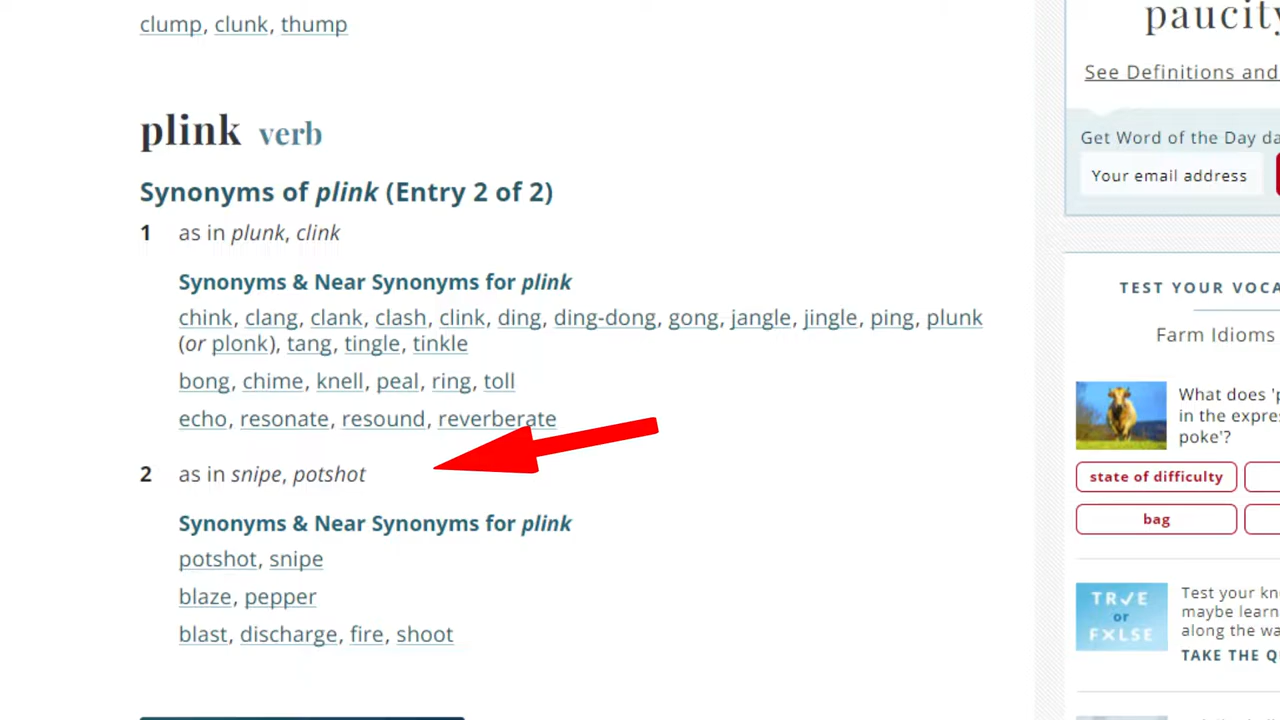 clump, clunk, thump
plink verb
Synonyms of plink (Entry 2 of 2)
1 as in plunk, clink
Synonyms & Near Synonyms for plink
chink, clang, clank, clash, clink, ding, ding-dong, gong, jangle, jingle, ping, plunk
(or plonk), tang, tingle, tinkle
bong, chime, knell, peal, ring, toll
echo, resonate, resound, reverberate
2 as in snipe, potshot
Synonyms & Near Synonyms for plink
potshot, snipe
blaze, pepper
blast, discharge, fire, shoot
paucity
See Definitions and
Get Word of the Day da
Your email address
TEST YOUR VOCA
Farm Idioms
What does 'p
in the expres
poke'?
state of difficulty
bag
TR✓E
or
FXLSE
Test your kn
maybe learn
along the wa
TAKE THE Q